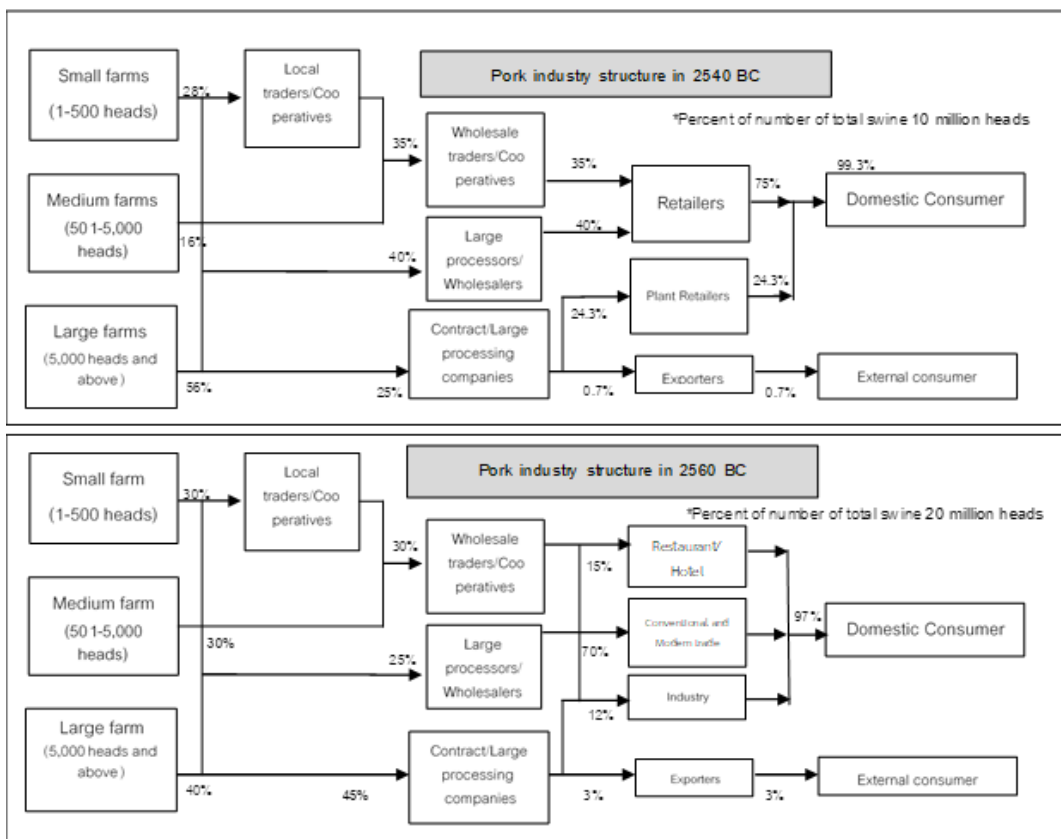 Pork industry structure in 2540 BC
*Percent of number of total swine 10 million heads
Small farms
(1-500 heads)
28%
Local
traders/Coo
peratives
Medium farms
(501-5,000
heads)
16%
Large farms
(5,000 heads and
above)
56%
35%
Wholesale
traders/Coo
peratives
40%
Large
processors/
Wholesalers
25%
Contract/Large
processing
companies
35%
40%
Retailers
75%
24.3%
Plant Retailers
24.3%
0.7%
Exporters
0.7%
99.3%
Domestic Consumer
External consumer
Pork industry structure in 2560 BC
*Percent of number of total swine 20 million heads
Small farm
(1-500 heads)
30%
Local
traders/Coo
peratives
Medium farm
(501-5,000
heads)
30%
Large farm
(5,000 heads and
above)
40%
30%
Wholesale
traders/Coo
peratives
25%
Large
processors/
Wholesalers
45%
Contract/Large
processing
companies
15%
Restaurant/
Hotel
70%
Conventional and
Modern trade
12%
Industry
3%
Exporters
3%
97%
Domestic Consumer
External consumer